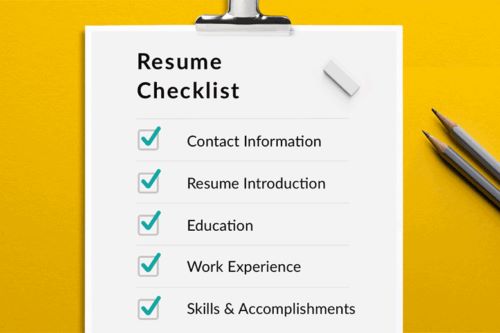 Resume
Checklist
Contact Information
Resume Introduction
Education
Work Experience
Skills & Accomplishments